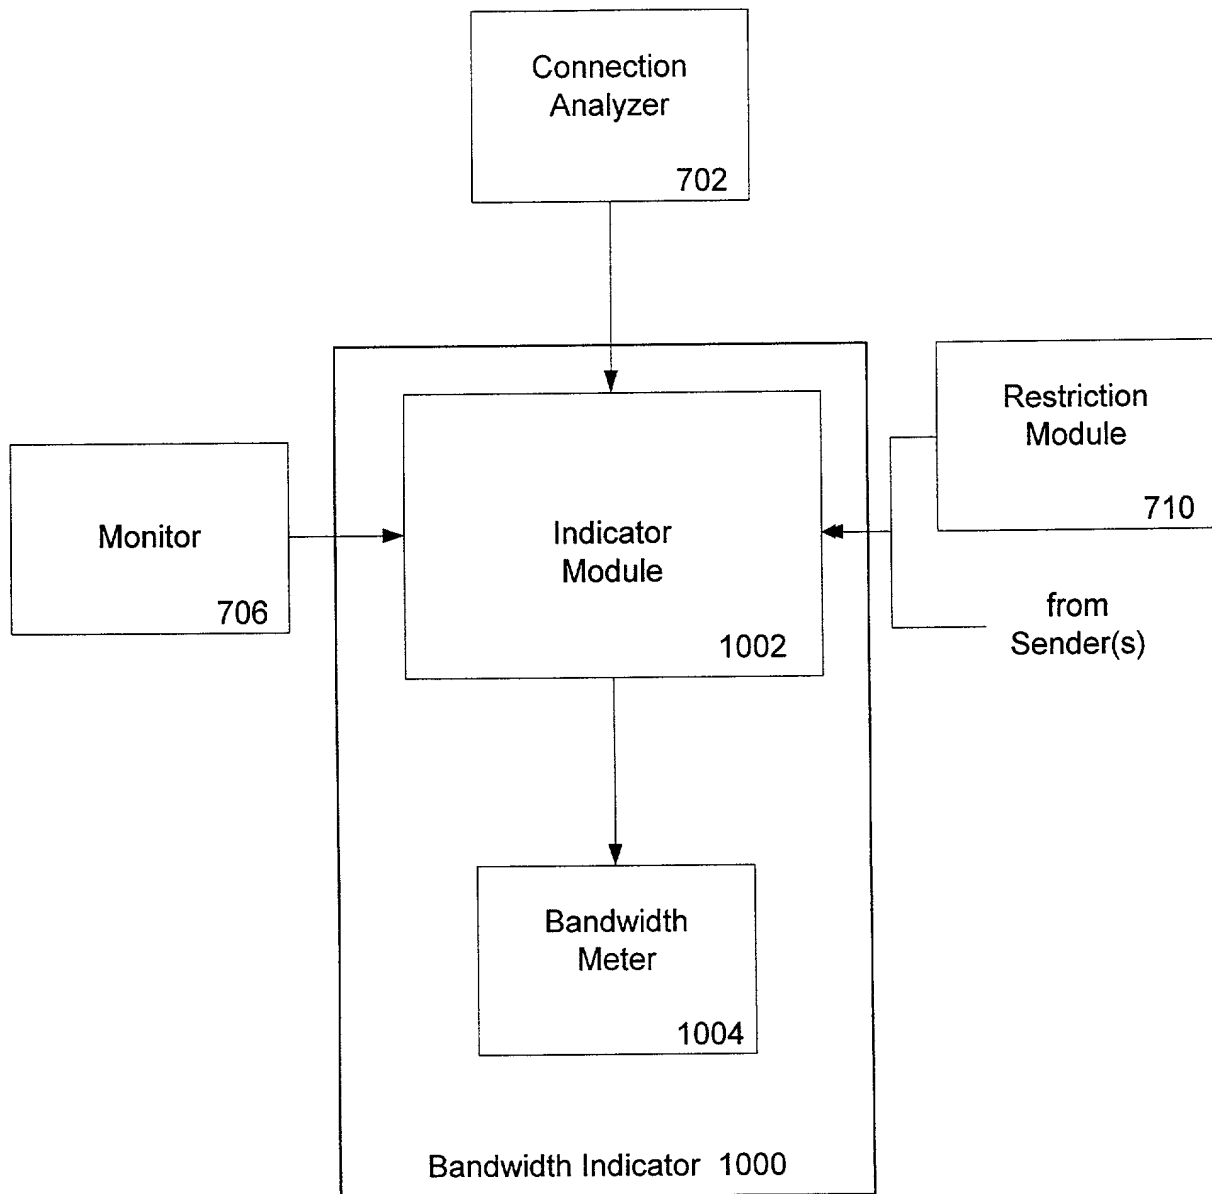 Connection
Analyzer
702
Restriction
Module
710
Monitor
706
Indicator
Module
1002
from
Sender(s)
Bandwidth
Meter
1004
Bandwidth Indicator 1000